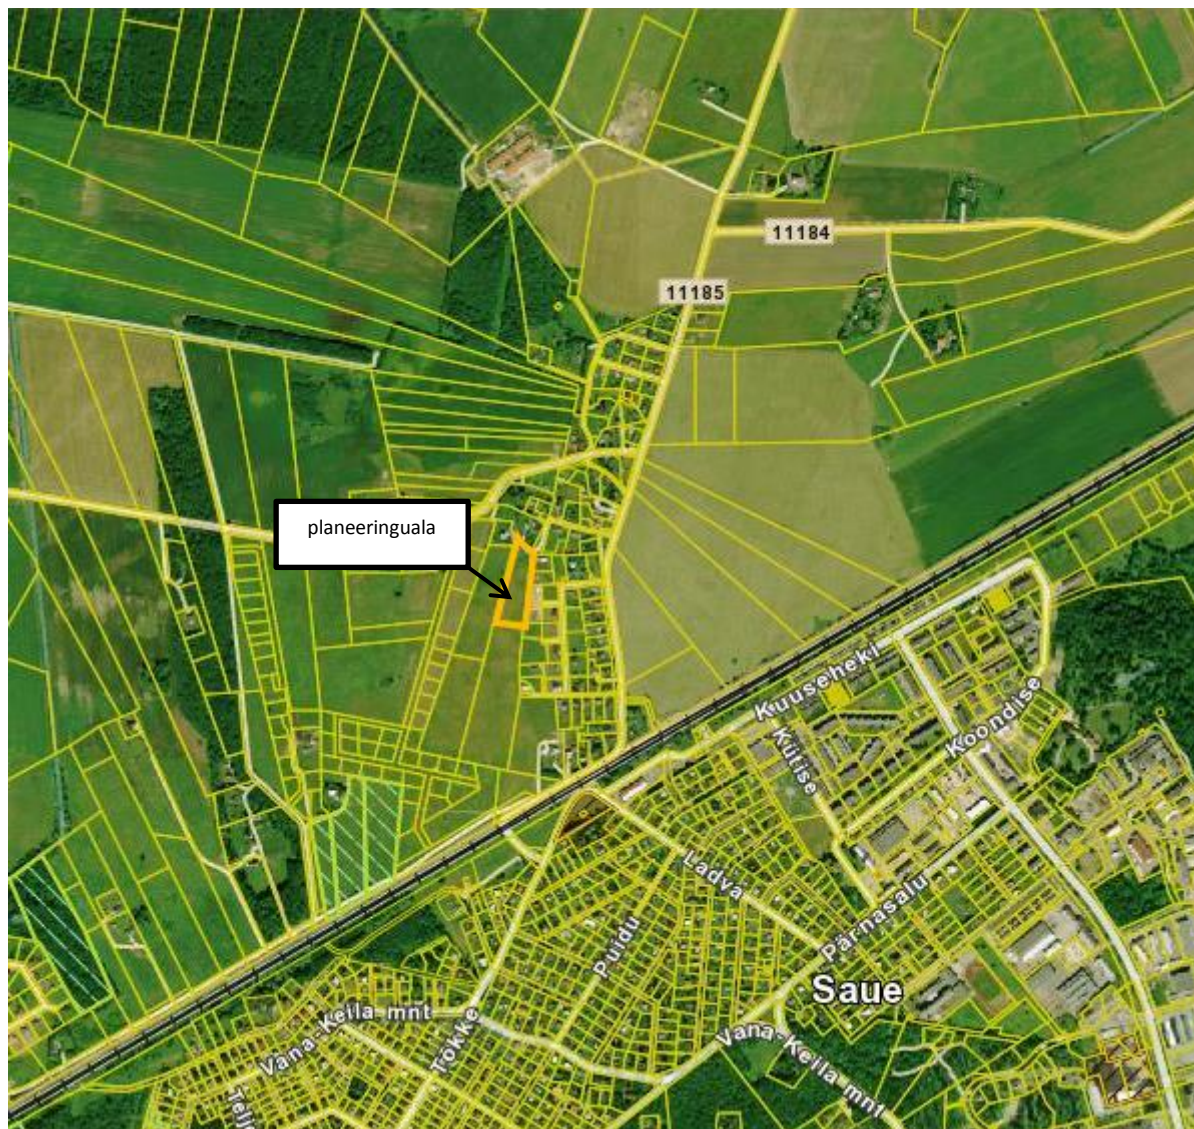 11184
11185
planeeringuala
Kuuseheki
Koondise
Kütise
Ladva
Pärnasalu
Puidu
Saue
Vana-Keila mnt
Tõkke
Vana-Keila mnt